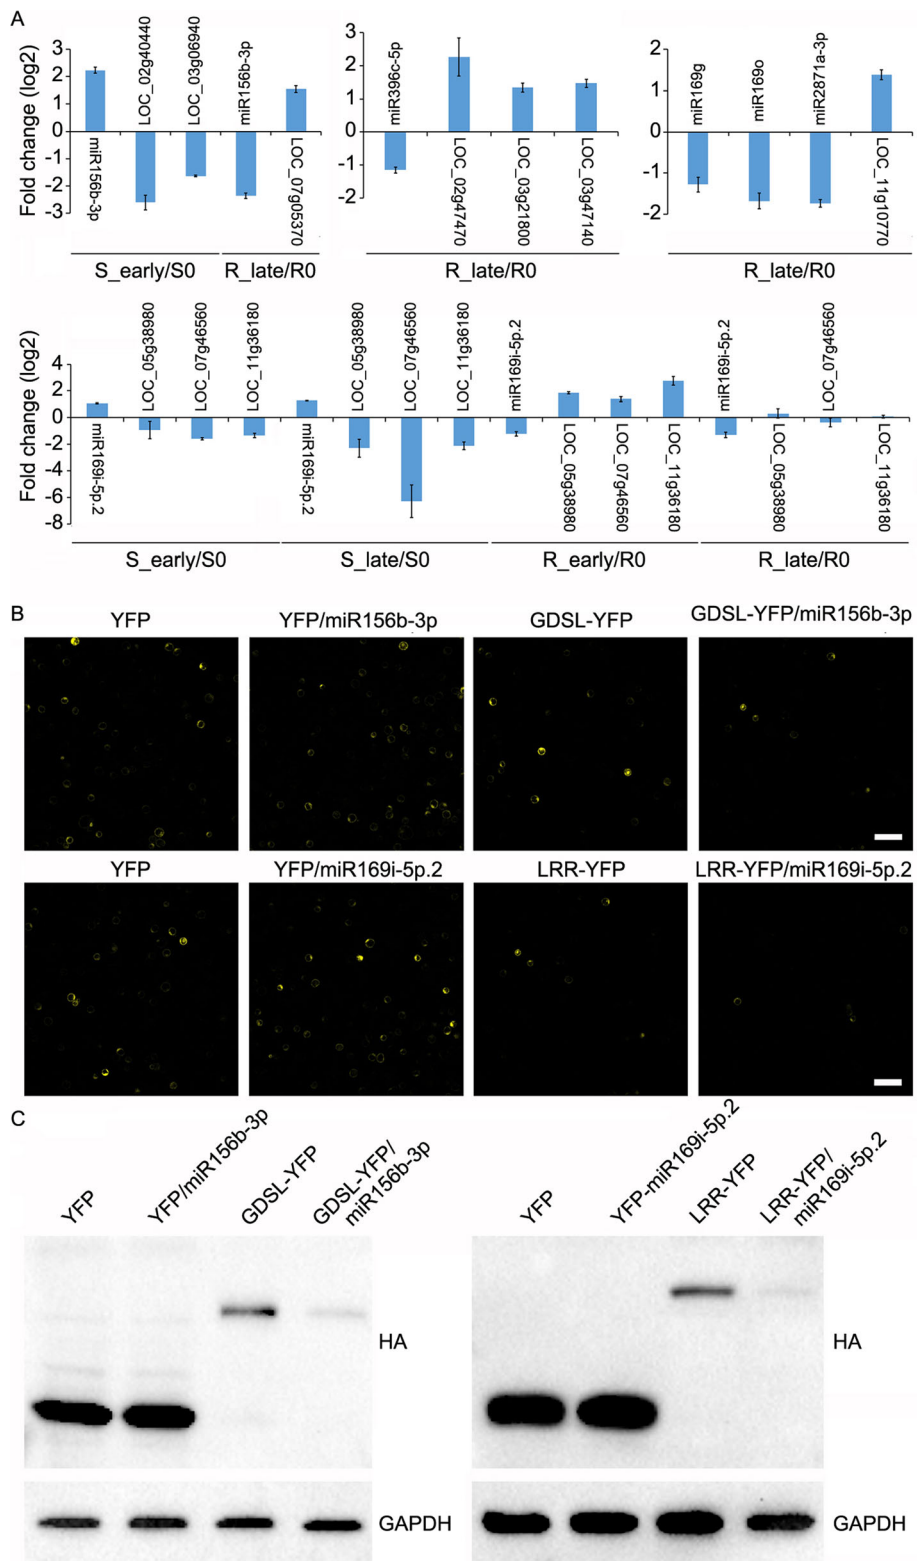 A
Fold change (log2)
3
2
1
0
-1
-2
-3
miR156b-3p
LOC_02g40440
LOC_03g06940
miR156b-3p
LOC_07g05370
S_early/S0
R_late/R0
3
2
1
0
-1
-2
miR396c-5p
LOC_02g47470
LOC_03g21800
LOC_03g47140
R_late/R0
2
1
0
-1
-2
miR169g
miR169o
miR2871a-3p
LOC_11g10770
R_late/R0
Fold change (log2)
4
2
0
-2
-4
-6
-8
miR169i-5p.2
LOC_05g38980
LOC_07g46560
LOC_11g36180
miR169i-5p.2
LOC_05g38980
LOC_07g46560
LOC_11g36180
miR169i-5p.2
LOC_05g38980
LOC_07g46560
LOC_11g36180
miR169i-5p.2
LOC_05g38980
LOC_07g46560
LOC_11g36180
S_early/S0
S_late/S0
R_early/R0
R_late/R0
B
YFP
YFP/miR156b-3p
GDSL-YFP
GDSL-YFP/miR156b-3p
YFP
YFP/miR169i-5p.2
LRR-YFP
LRR-YFP/miR169i-5p.2
C
YFP
YFP/miR156b-3p
GDSL-YFP
GDSL-YFP/
miR156b-3p
HA
GAPDH
YFP
YFP-miR169i-5p.2
LRR-YFP
LRR-YFP/
miR169i-5p.2
HA
GAPDH